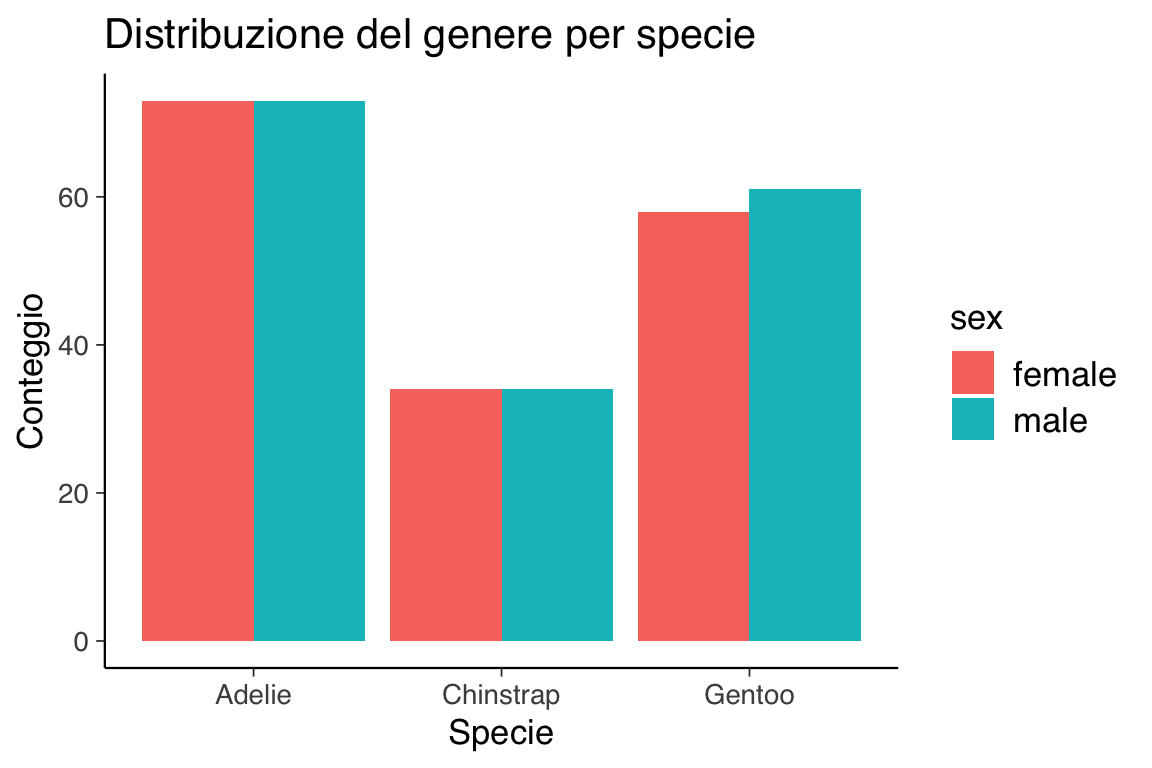 Distribuzione del genere per specie
Conteggio
60
40
20
0
Adelie Chinstrap Gentoo
Specie
sex
female
male